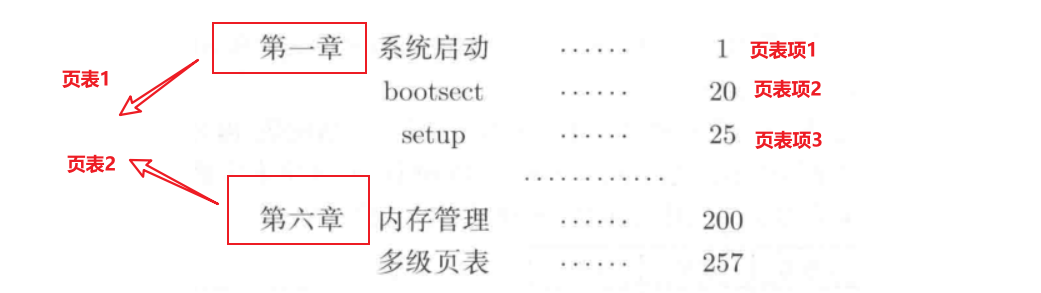 第一章 系统启动 ······ 1 页表项1
页表1
bootsect ······ 20 页表项2
setup ······ 25 页表项3
页表2
·············
第六章 内存管理 ······ 200
多级页表 ······ 257